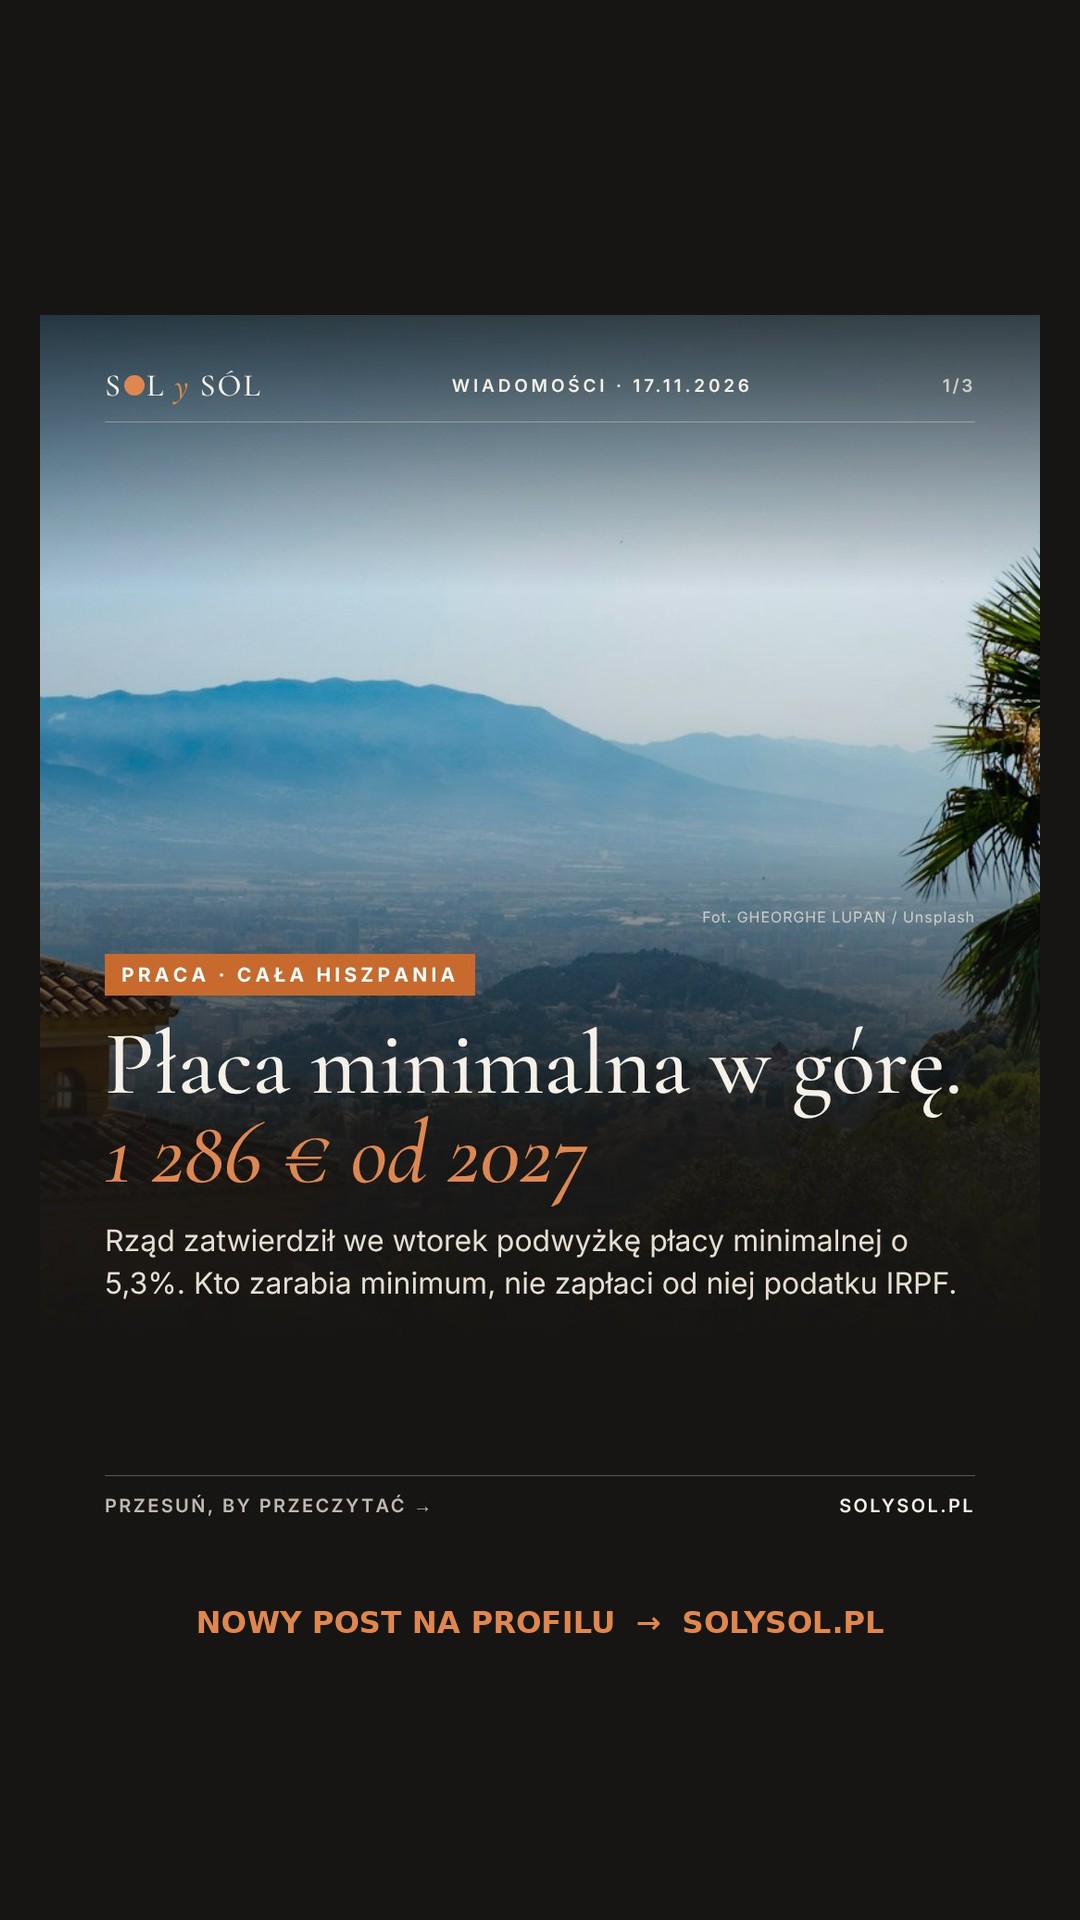 SOL y SÓL
WIADOMOŚCI · 17.11.2026
1/3
Fot. GHEORGHE LUPAN / Unsplash
PRACA · CAŁA HISZPANIA
Płaca minimalna w górę.
1 286 € od 2027
Rząd zatwierdził we wtorek podwyżkę płacy minimalnej o
5,3%. Kto zarabia minimum, nie zapłaci od niej podatku IRPF.
PRZESUŃ, BY PRZECZYTAĆ →
SOLYSOL.PL
NOWY POST NA PROFILU → SOLYSOL.PL